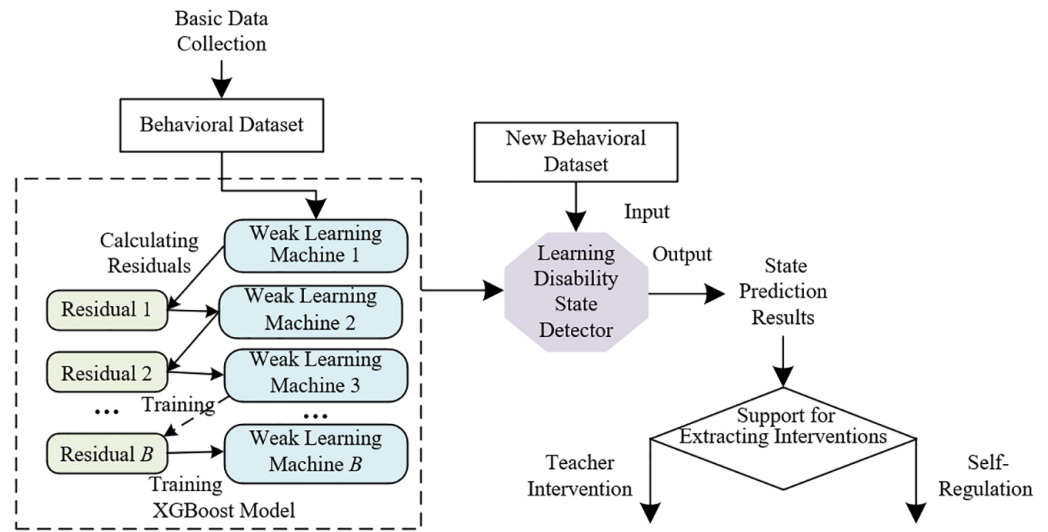 Basic Data
Collection
Behavioral Dataset
Weak Learning
Machine 1
Calculating
Residuals
Residual 1
Weak Learning
Machine 2
Residual 2
Weak Learning
Machine 3
...
Training
...
Residual B
Weak Learning
Machine B
Training
XGBoost Model
New Behavioral
Dataset
Input
Learning
Disability
State
Detector
Output
State
Prediction
Results
Support for
Extracting Interventions
Teacher
Intervention
Self-
Regulation